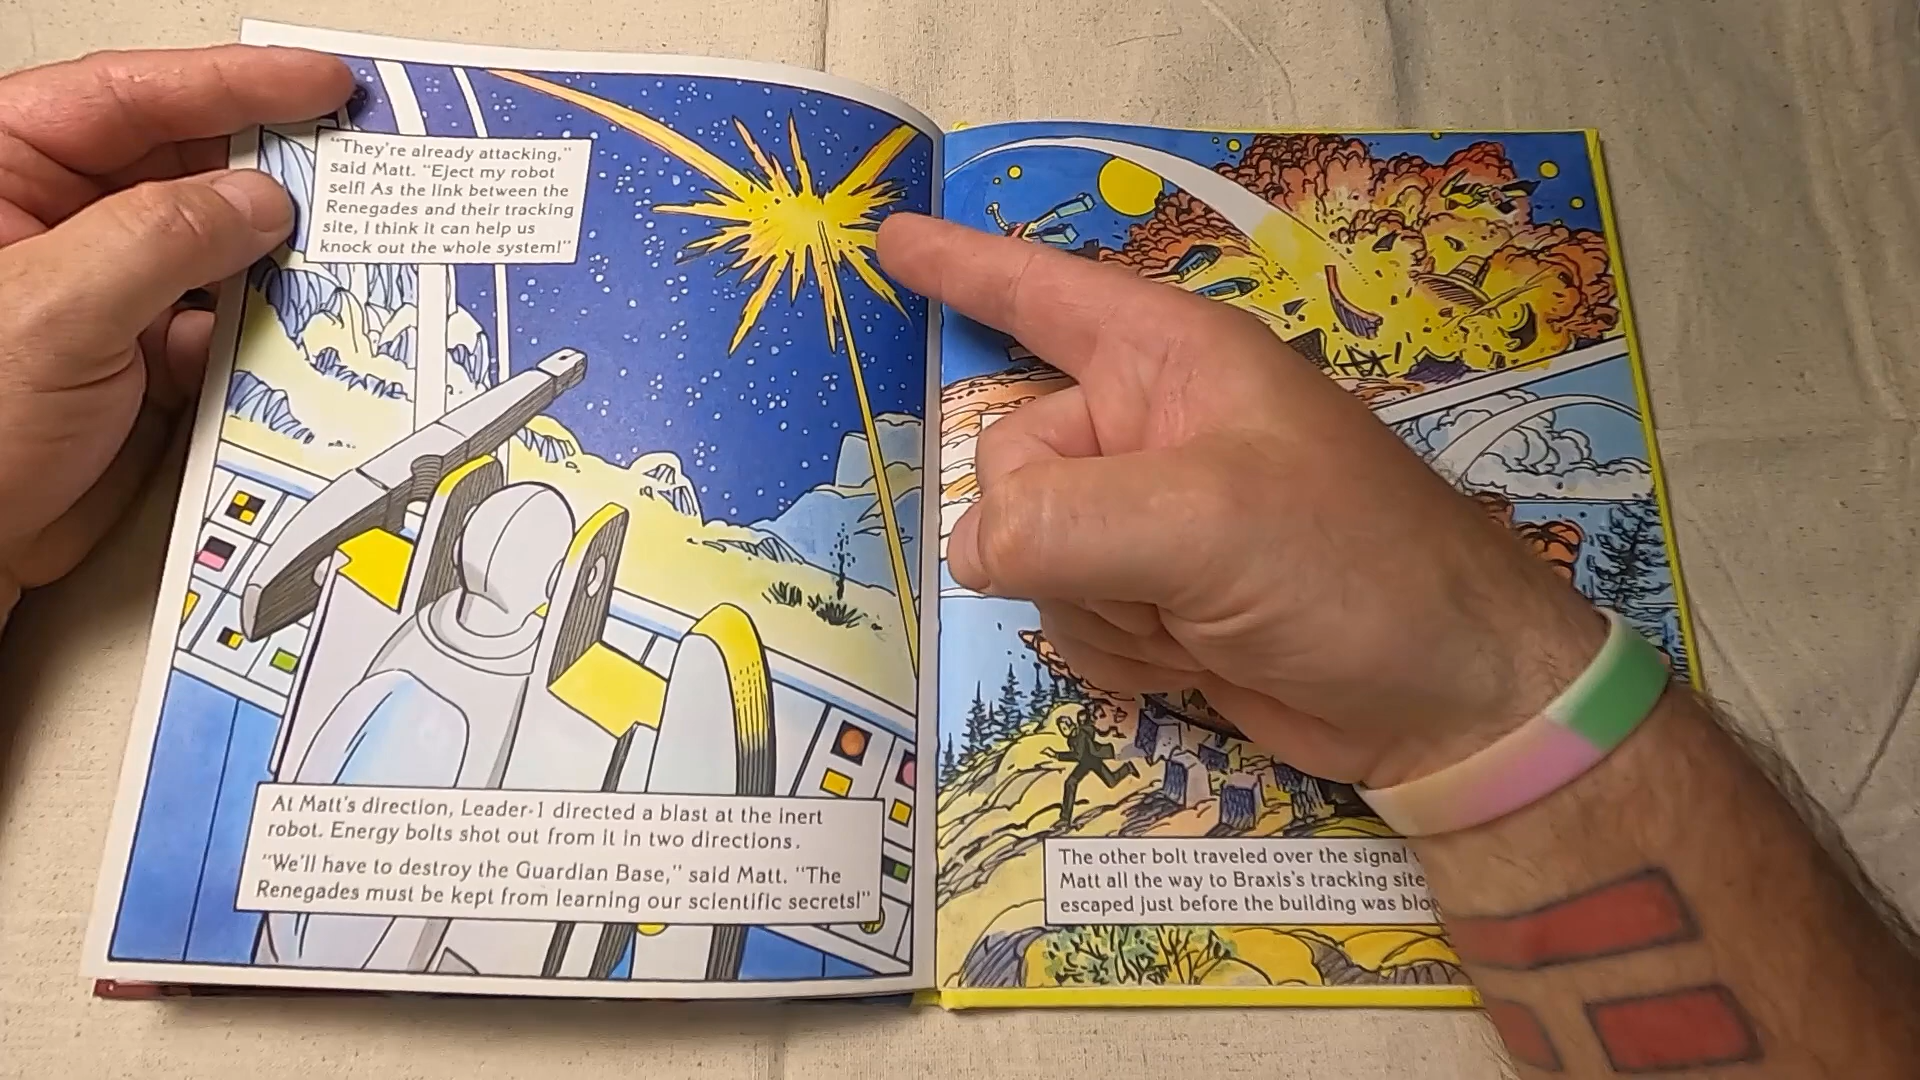 "They're already attacking,"
said Matt. "Eject my robot
self! As the link between the
Renegades and their tracking
site, I think it can help us
knock out the whole system!"
At Matt's direction, Leader-1 directed a blast at the inert
robot. Energy bolts shot out from it in two directions.
"We'll have to destroy the Guardian Base," said Matt. "The
Renegades must be kept from learning our scientific secrets!"
The other bolt traveled over the signal
Matt all the way to Braxis's tracking site
escaped just before the building was